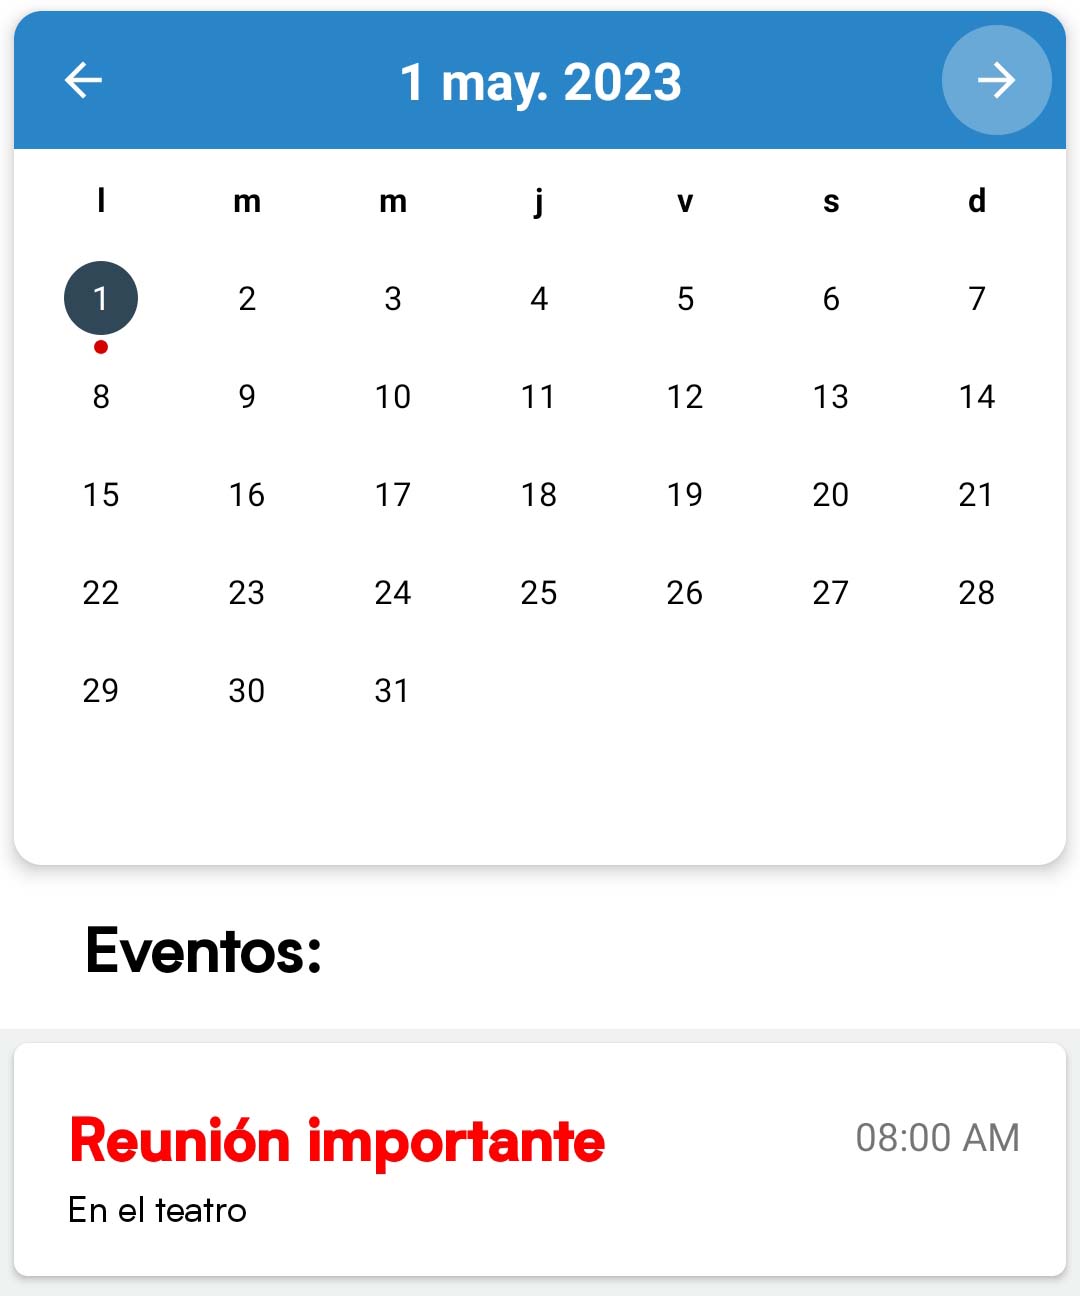 1 may. 2023
l m m j v s d
1 2 3 4 5 6 7
8 9 10 11 12 13 14
15 16 17 18 19 20 21
22 23 24 25 26 27 28
29 30 31
Eventos:
Reunión importante 08:00 AM
En el teatro